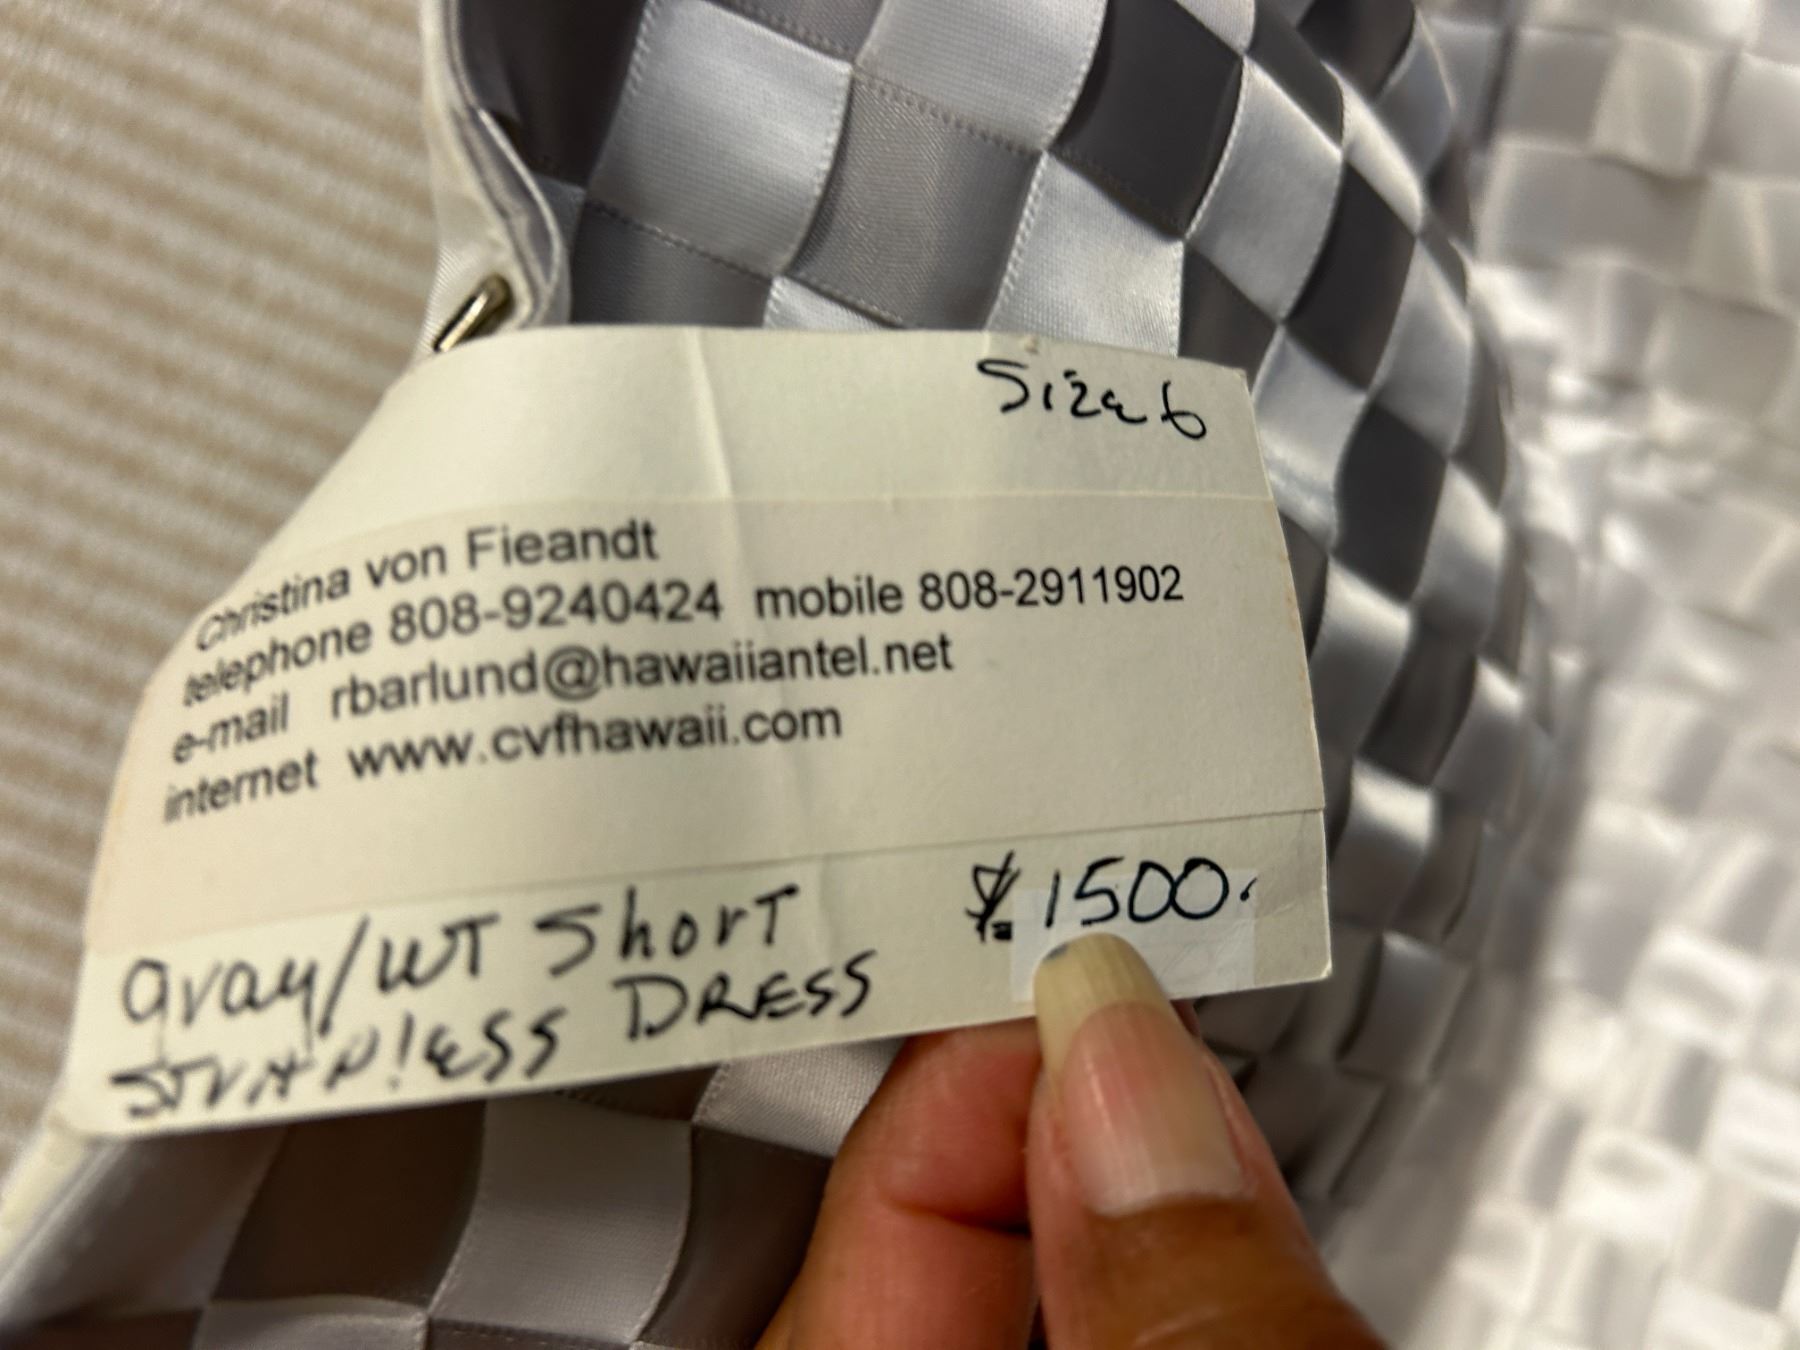 Size 6
Christina von Fieandt
telephone 808-9240424 mobile 808-2911902
e-mail rbarlund@hawaiiantel.net
internet www.cvfhawaii.com
gray/WT Short $1500.
STRAPLESS DRESS